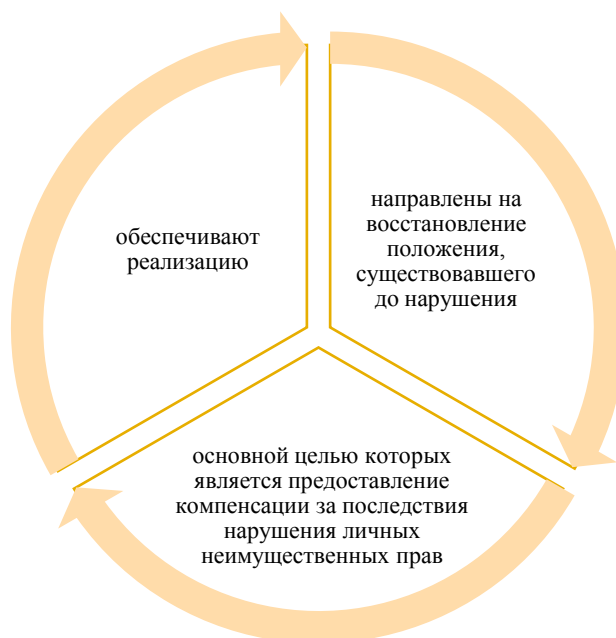 обеспечивают
реализацию
направлены на
восстановление
положения,
существовавшего
до нарушения
основной целью которых
является предоставление
компенсации за последствия
нарушения личных
неимущественных прав